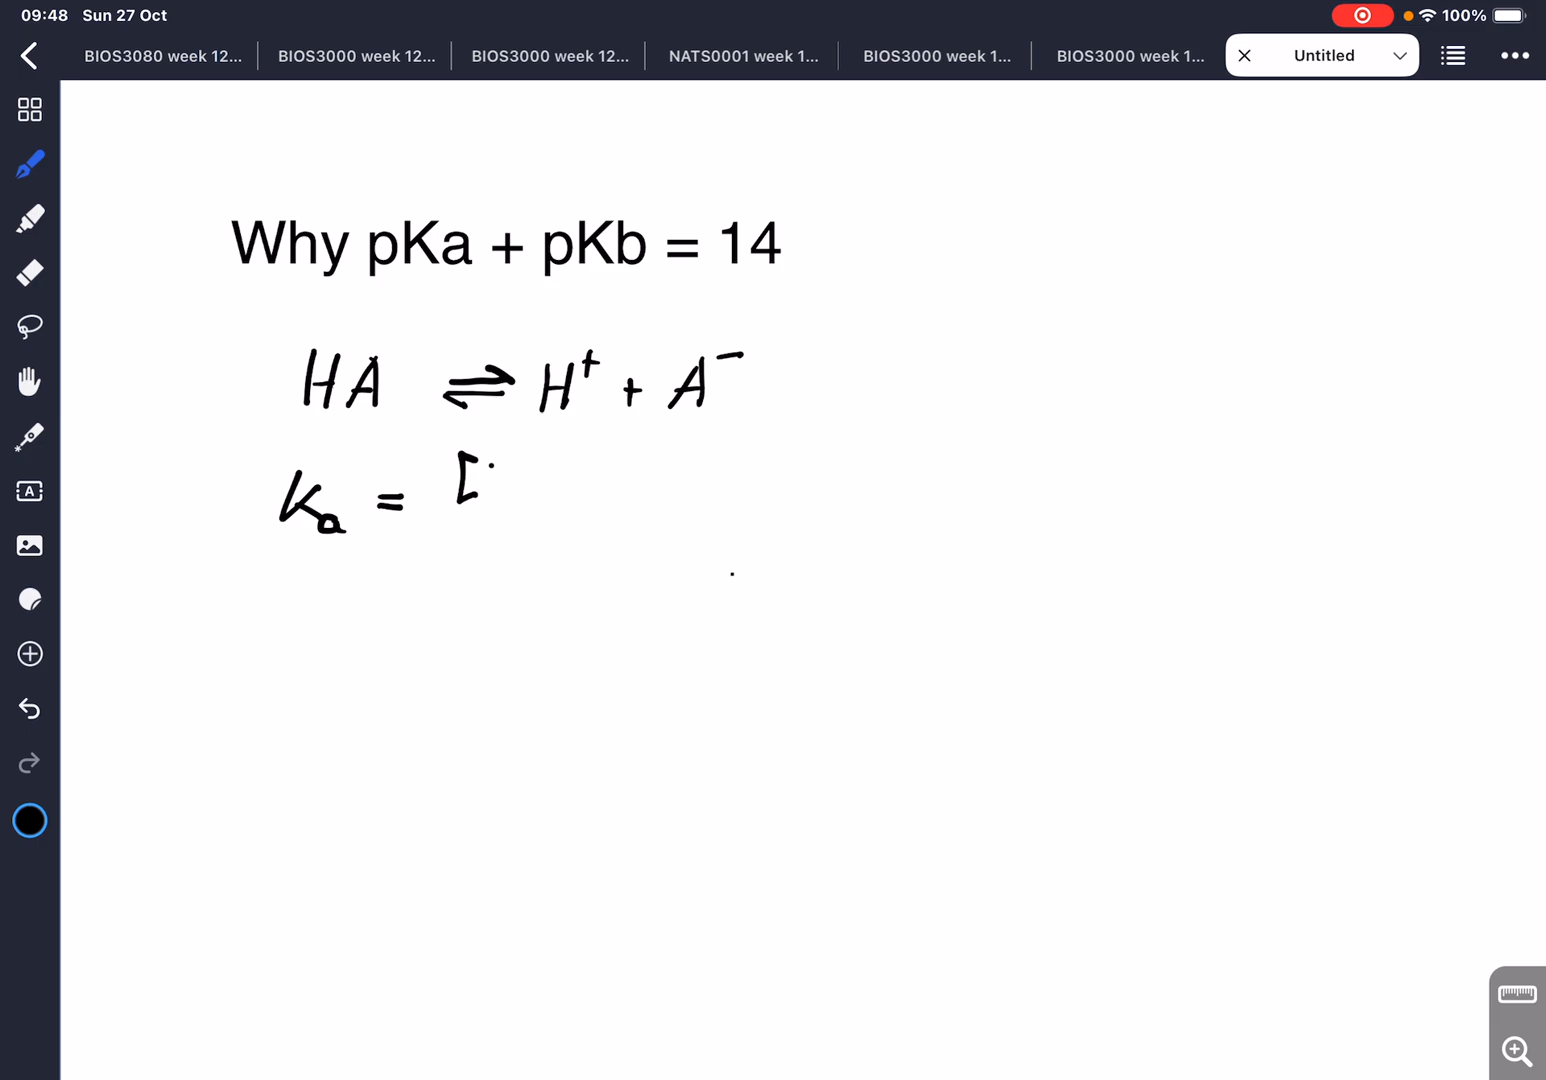 09:48 Sun 27 Oct 100%
BIOS3080 week 12... BIOS3000 week 12... BIOS3000 week 12... NATS0001 week 1... BIOS3000 week 1... BIOS3000 week 1... Untitled
Why pKa + pKb = 14
HA ⇌ H⁺ + A⁻
Ka = [